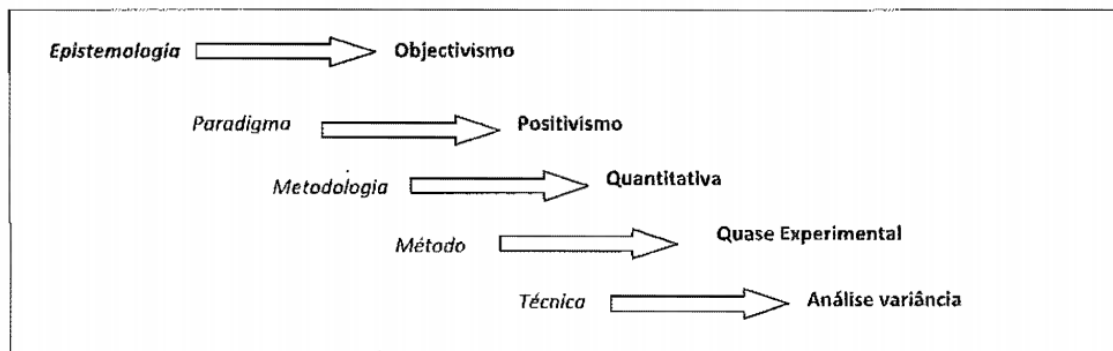 Epistemologia Objectivismo
Paradigma Positivismo
Metodologia Quantitativa
Método Quase Experimental
Técnica Análise variância